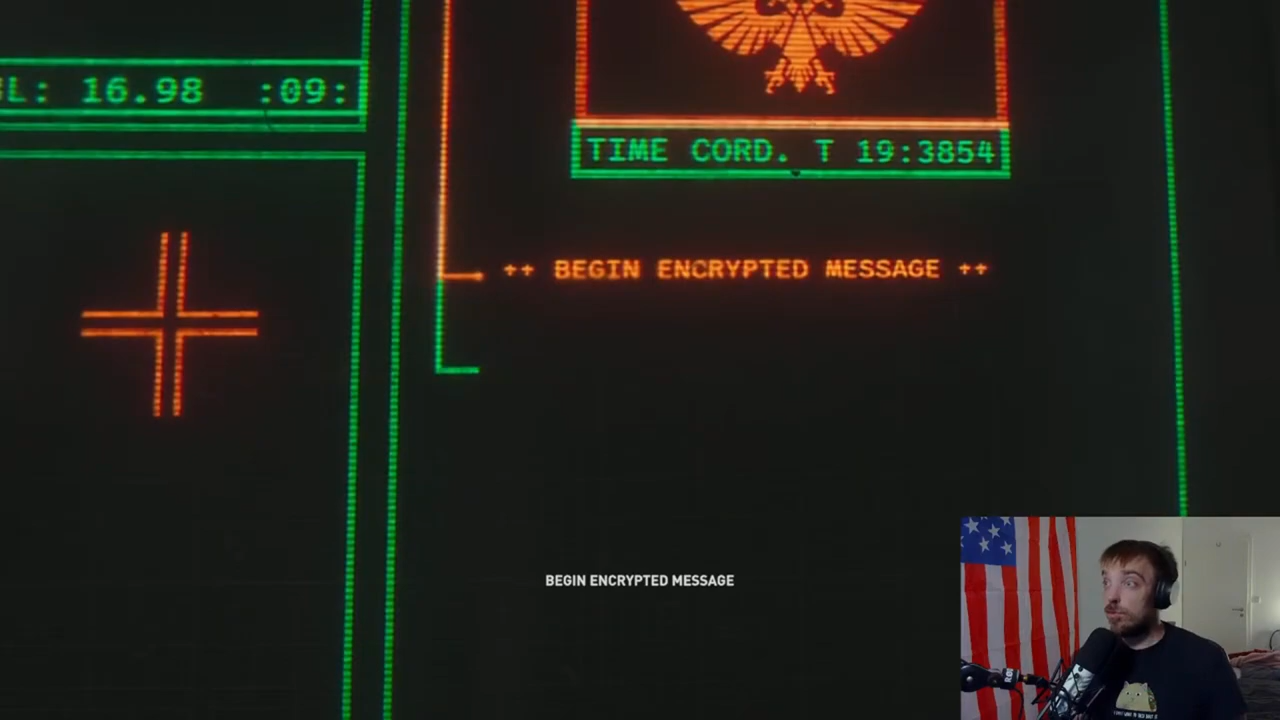 L: 16.98 :09:
TIME CORD. T 19:3854
++ BEGIN ENCRYPTED MESSAGE ++
BEGIN ENCRYPTED MESSAGE